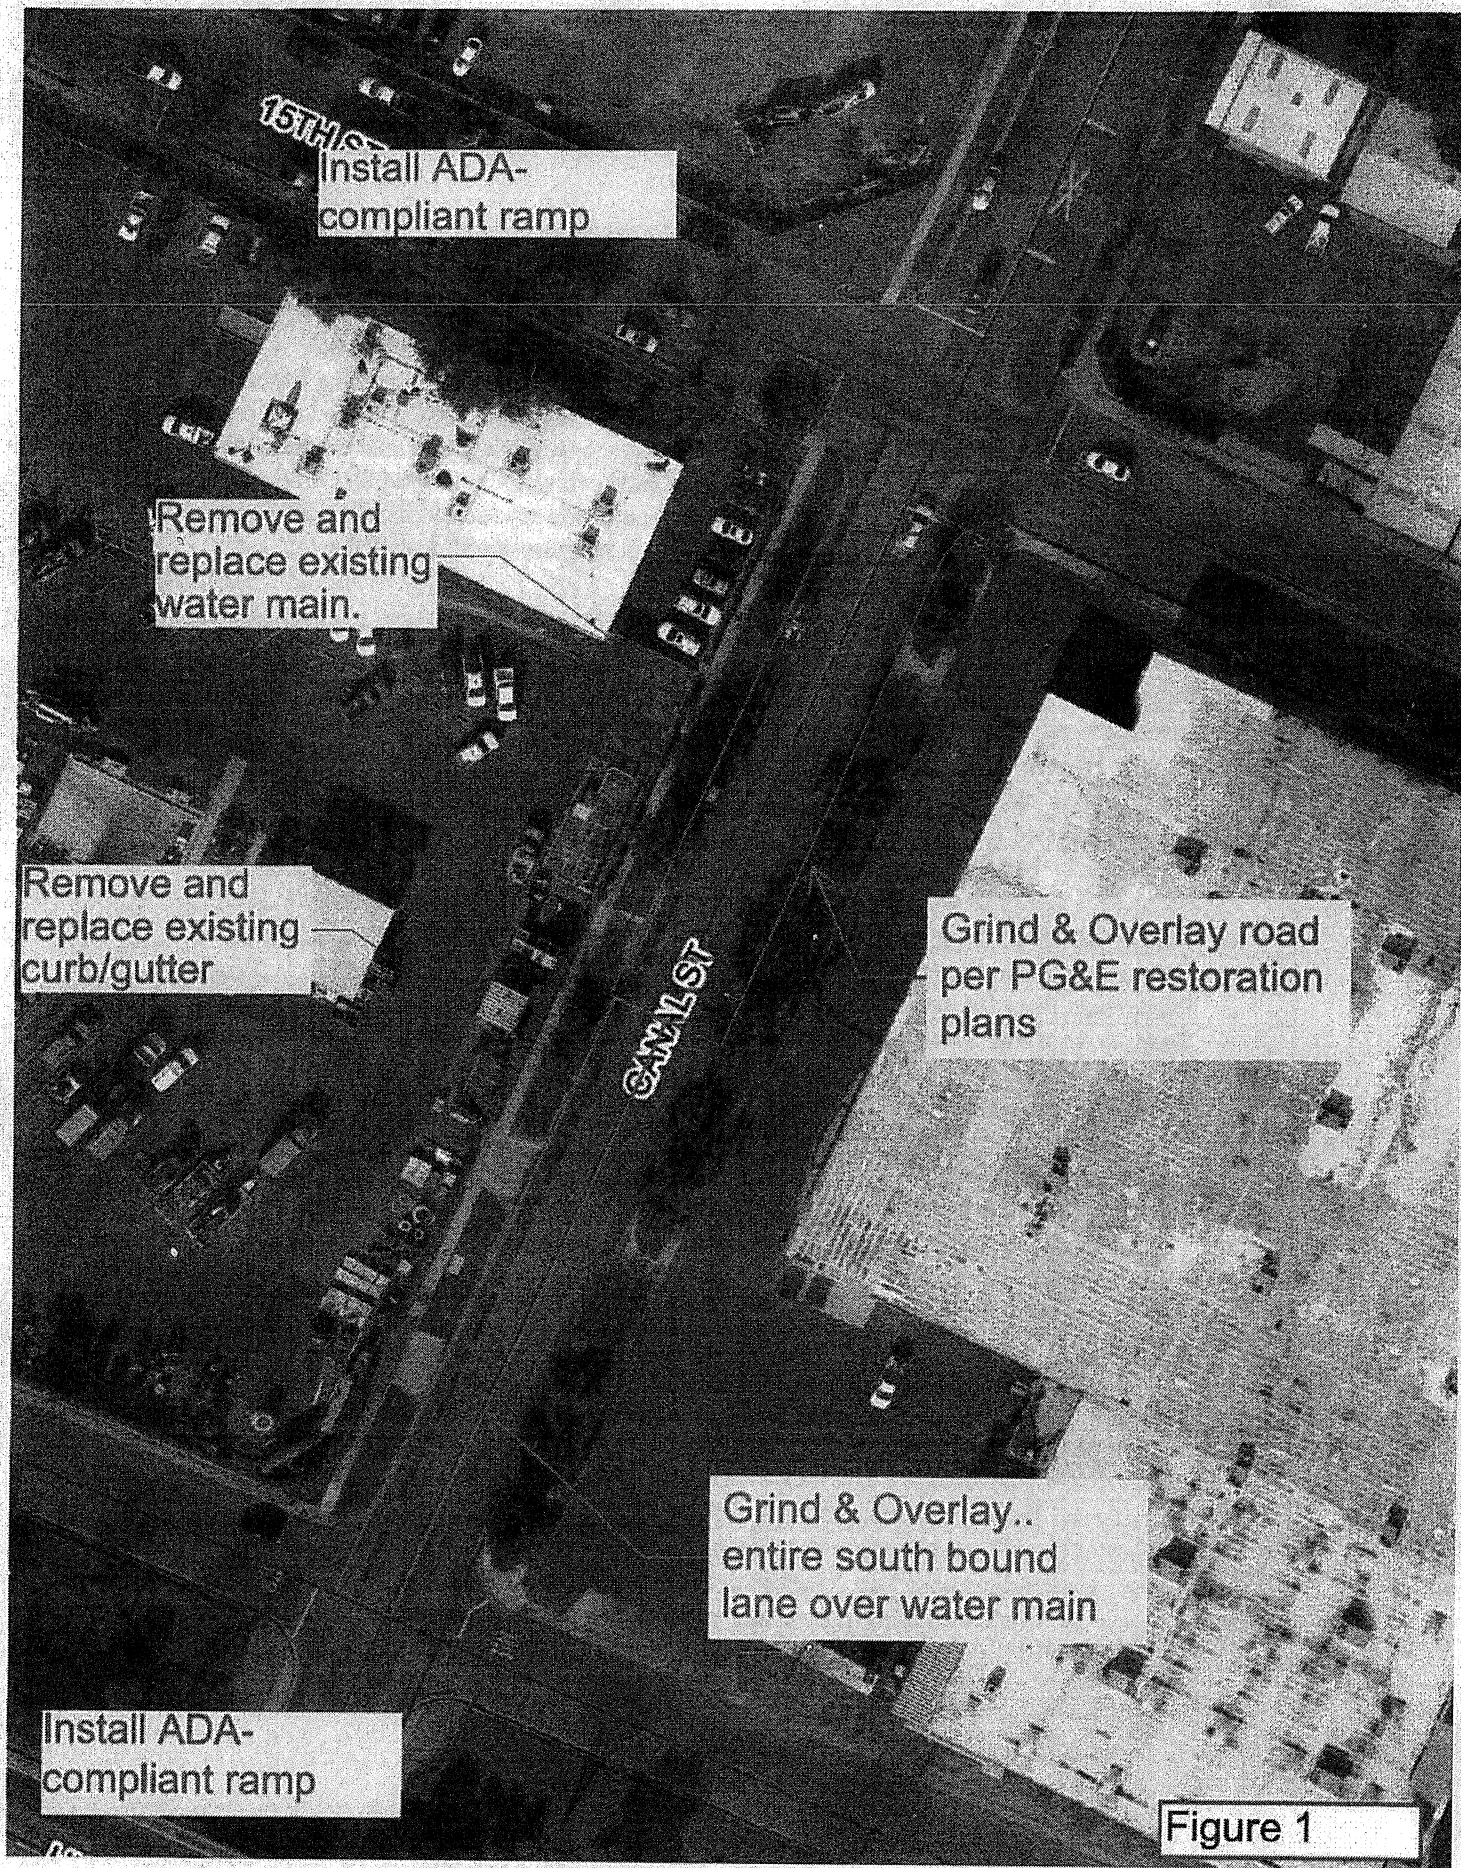 15TH ST
Install ADA-
compliant ramp
Remove and
replace existing
water main.
Remove and
replace existing
curb/gutter
Grind & Overlay road
per PG&E restoration
plans
CANAL ST
Grind & Overlay..
entire south bound
lane over water main
Install ADA-
compliant ramp
Figure 1